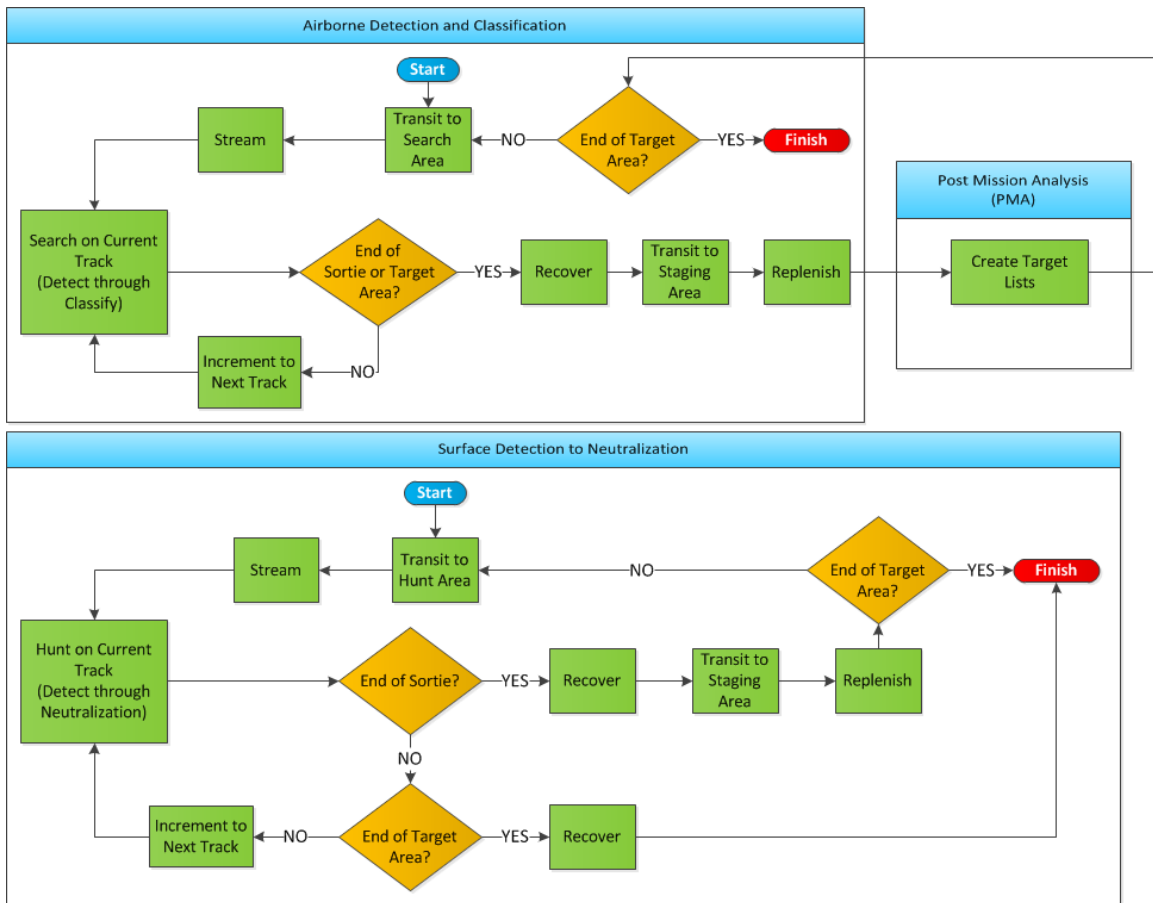 Airborne Detection and Classification
Start
Stream
Transit to
Search
Area
NO
End of Target
Area?
YES
Finish
Post Mission Analysis
(PMA)
Search on Current
Track
(Detect through
Classify)
End of
Sortie or Target
Area?
YES
Recover
Transit to
Staging
Area
Replenish
Create Target
Lists
Increment to
Next Track
NO
Surface Detection to Neutralization
Start
Stream
Transit to
Hunt Area
NO
End of Target
Area?
YES
Finish
Hunt on Current
Track
(Detect through
Neutralization)
End of Sortie?
YES
Recover
Transit to
Staging
Area
Replenish
NO
Increment to
Next Track
NO
End of Target
Area?
YES
Recover